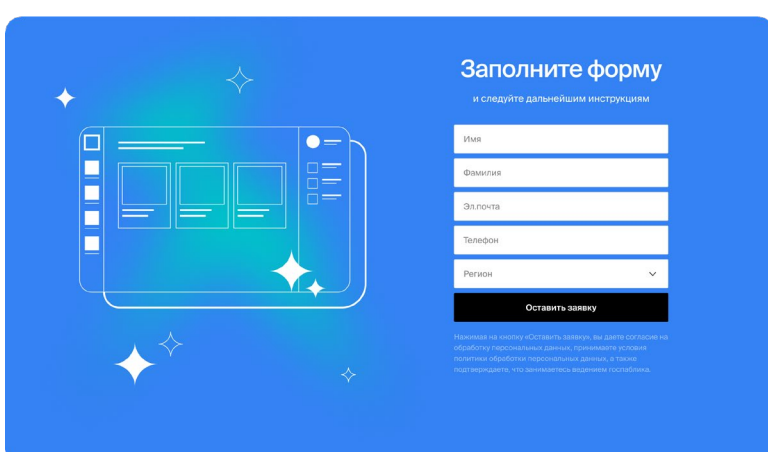 Заполните форму
и следуйте дальнейшим инструкциям
Имя
Фамилия
Эл.почта
Телефон
Регион
Оставить заявку
Нажимая на кнопку «Оставить заявку», вы даете согласие на
обработку персональных данных, принимаете условия
политики обработки персональных данных, а также
подтверждаете, что занимаетесь ведением госпаблика.